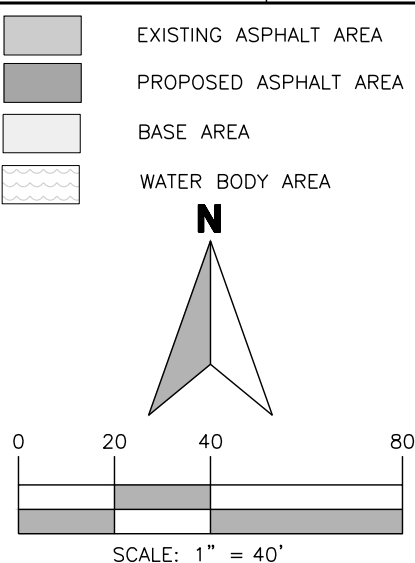 EXISTING ASPHALT AREA
PROPOSED ASPHALT AREA
BASE AREA
WATER BODY AREA
N
0 20 40 80
SCALE: 1" = 40'